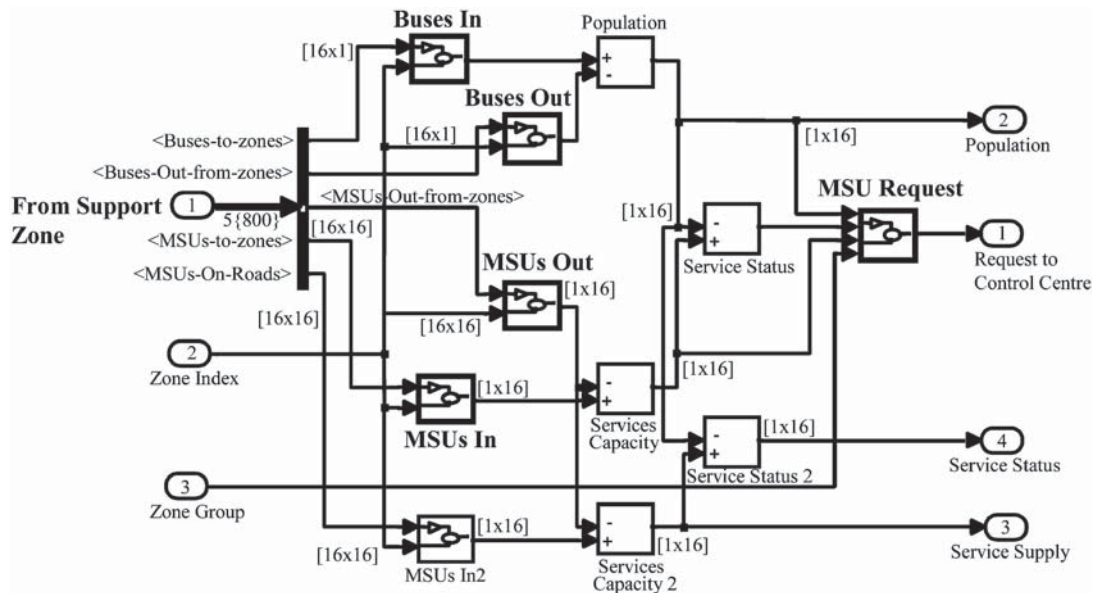 Buses In
Population
[16x1]
+
-
Buses Out
<Buses-to-zones>
[16x1]
[1x16]
2
Population
<Buses-Out-from-zones>
<MSUs-Out-from-zones>
MSU Request
From Support
Zone
1
5{800}
[16x16]
[1x16]
-
+
Service Status
1
Request to
Control Centre
<MSUs-to-zones>
MSUs Out
[1x16]
<MSUs-On-Roads>
[16x16]
[16x16]
2
Zone Index
[1x16]
[1x16]
-
+
MSUs In
Services
Capacity
-
+
[1x16]
Service Status 2
4
Service Status
3
Zone Group
[1x16]
-
+
[16x16]
MSUs In2
Services
Capacity 2
[1x16]
3
Service Supply